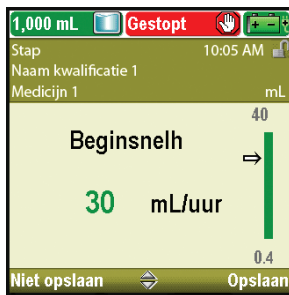 1,000 mL Gestopt
Stap 10:05 AM
Naam kwalificatie 1
Medicijn 1 mL
40
Beginsnelh
30 mL/uur
0.4
Niet opslaan Opslaan